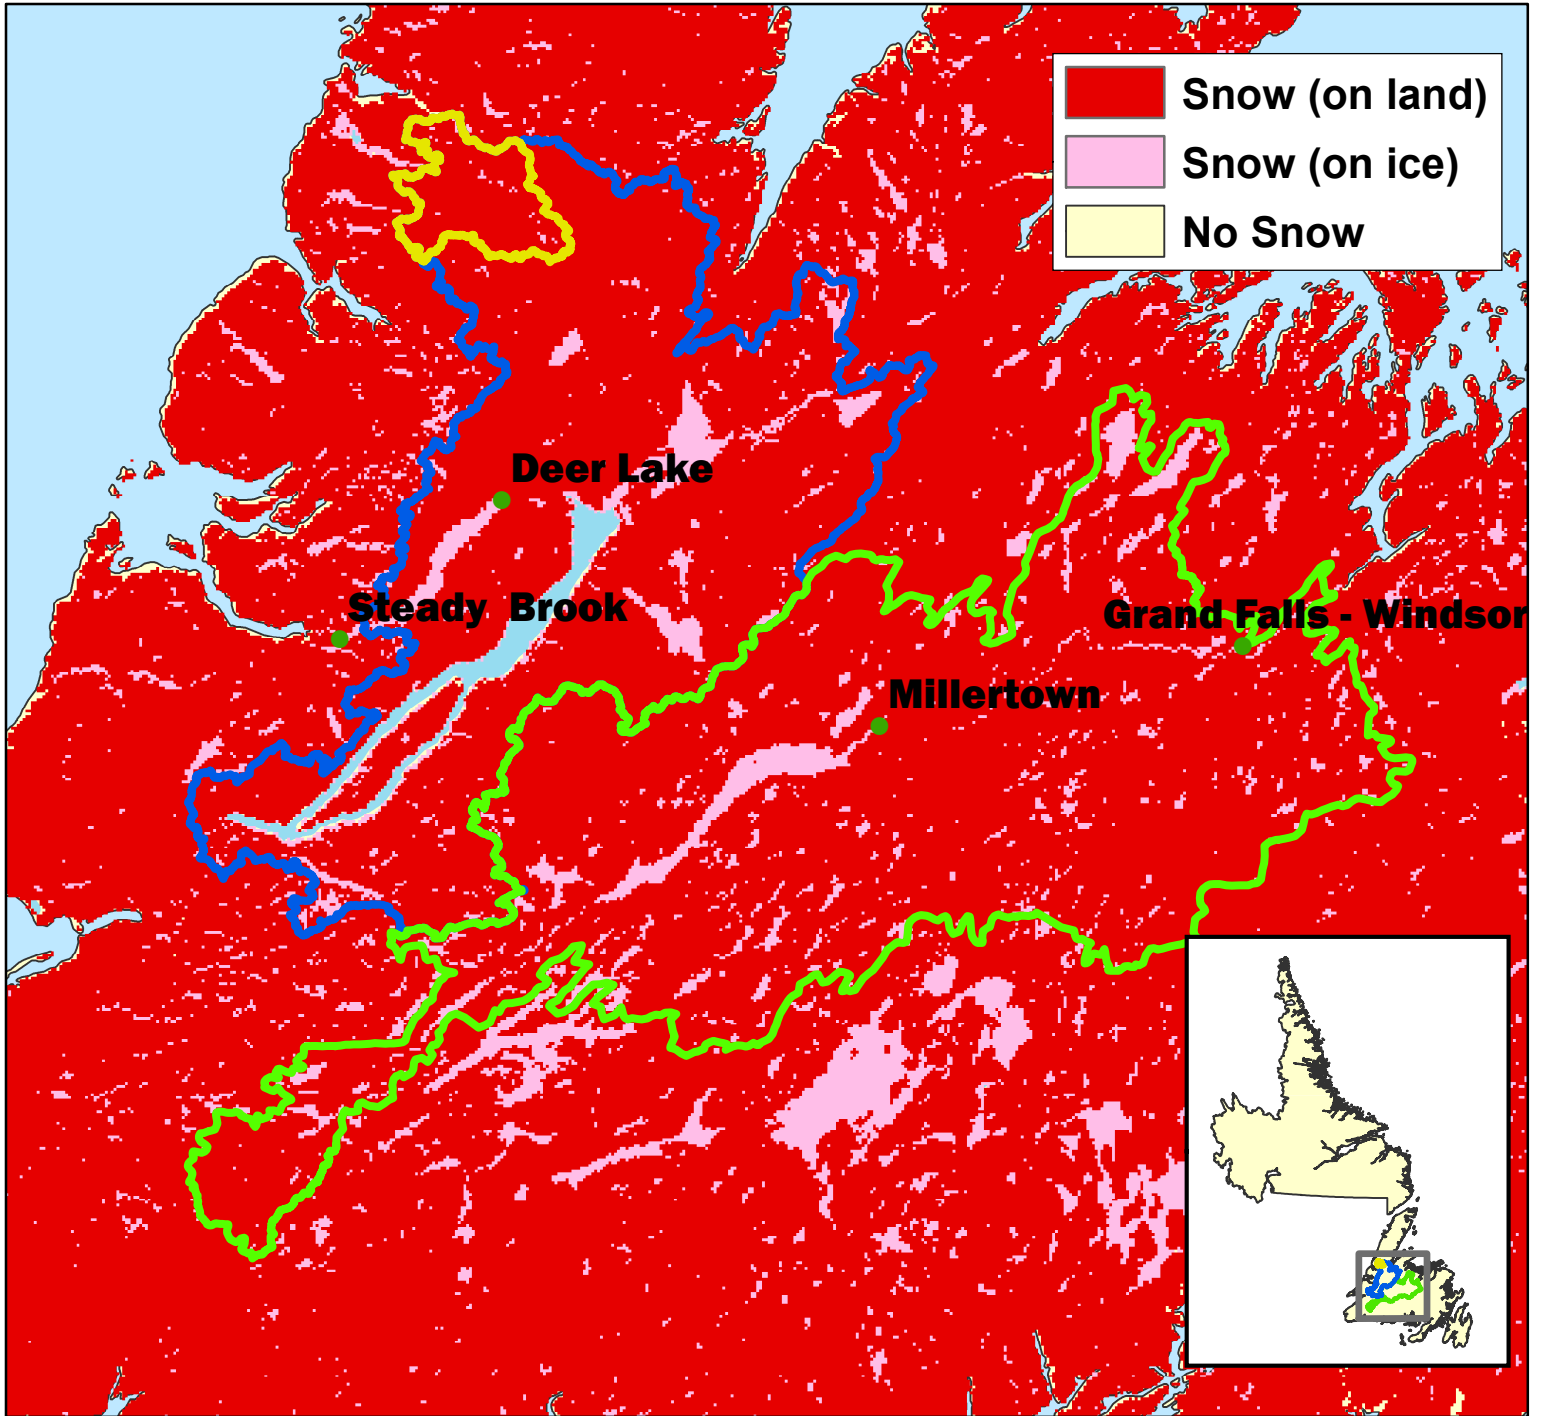 Snow (on land)
Snow (on ice)
No Snow
Deer Lake
Steady Brook
Grand Falls - Windsor
Millertown